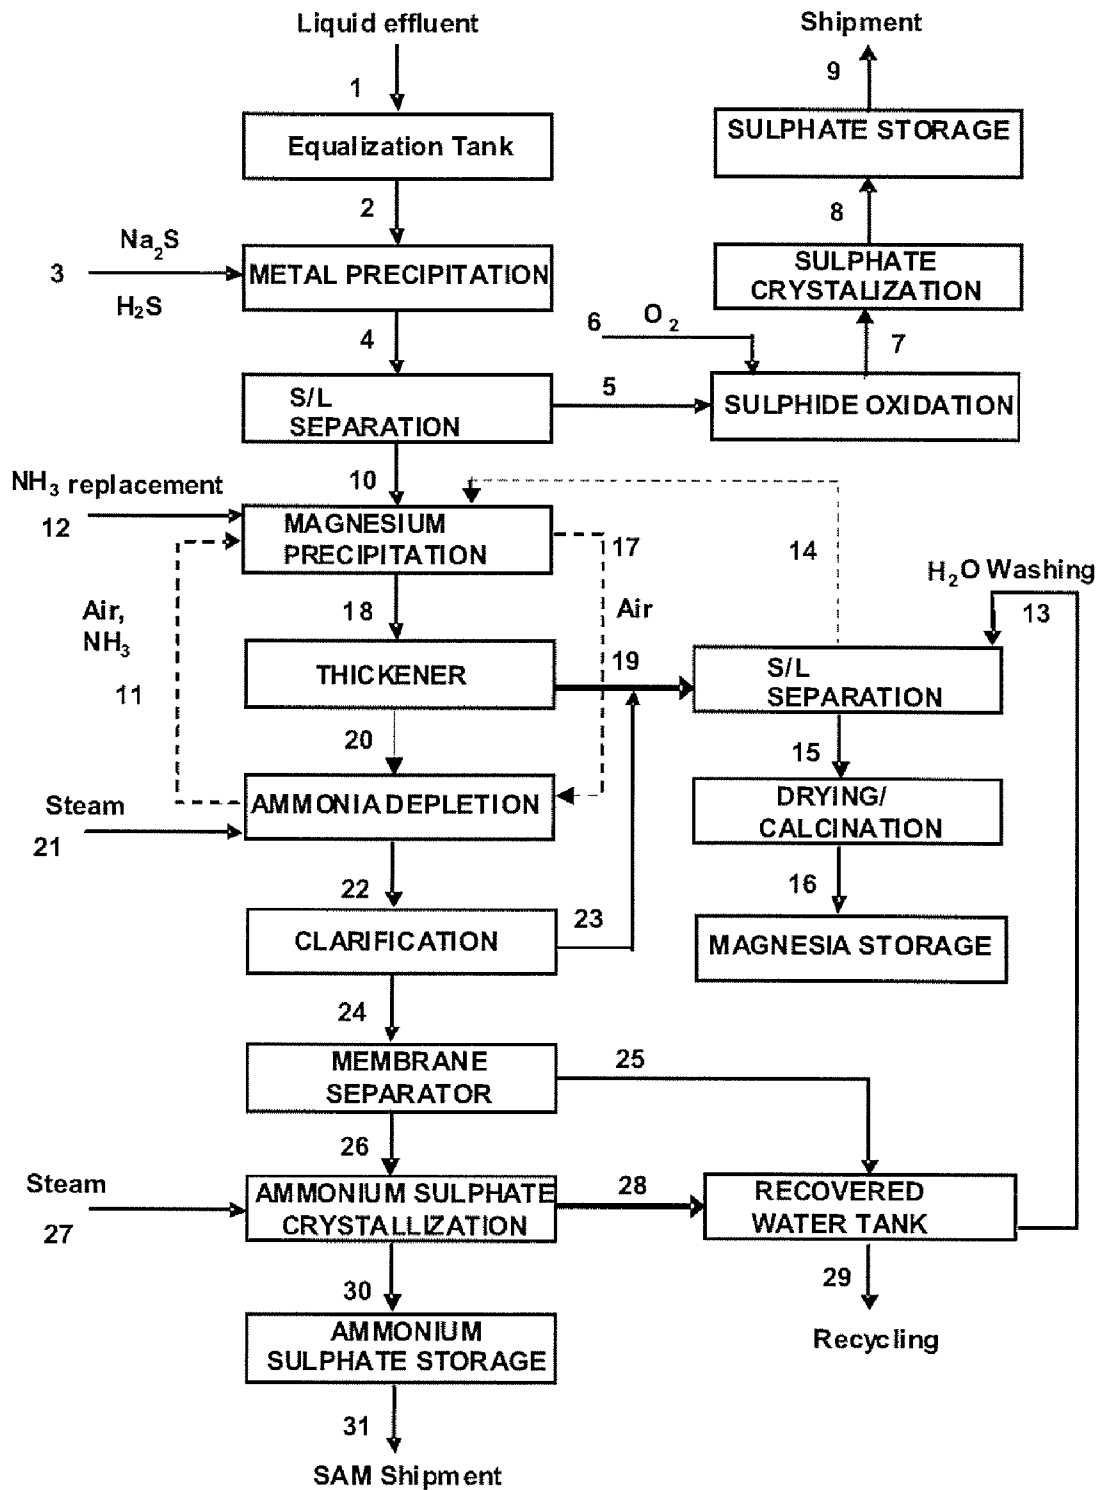 Liquid effluent
Shipment
1
9
Equalization Tank
SULPHATE STORAGE
2
8
Na2S
3
H2S
METAL PRECIPITATION
SULPHATE
CRYSTALIZATION
4
6
O2
7
S/L
SEPARATION
5
SULPHIDE OXIDATION
10
NH3 replacement
12
MAGNESIUM
PRECIPITATION
17
14
H2O Washing
13
Air,
NH3
11
18
Air
THICKENER
19
S/L
SEPARATION
20
15
Steam
21
AMMONIA DEPLETION
DRYING/
CALCINATION
22
23
16
CLARIFICATION
MAGNESIA STORAGE
24
MEMBRANE
SEPARATOR
25
26
Steam
27
AMMONIUM SULPHATE
CRYSTALLIZATION
28
RECOVERED
WATER TANK
30
29
AMMONIUM
SULPHATE STORAGE
Recycling
31
SAM Shipment